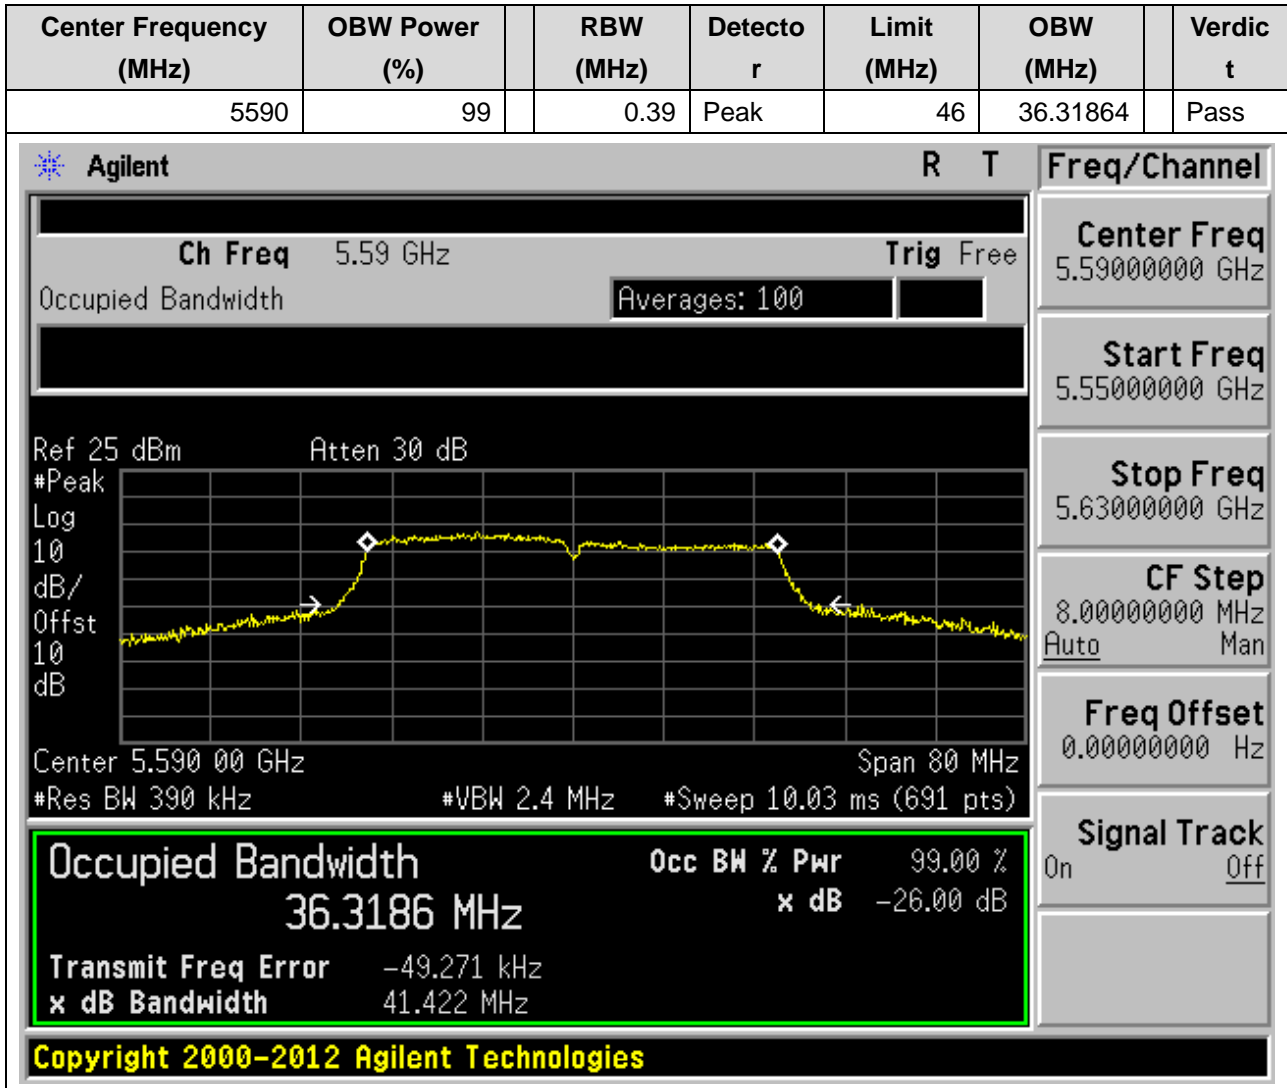 Center Frequency (MHz) OBW Power (%) RBW (MHz) Detector Limit (MHz) OBW (MHz) Verdict
5590 99 0.39 Peak 46 36.31864 Pass
Agilent R T Freq/Channel
Ch Freq 5.59 GHz Trig Free
Occupied Bandwidth Averages: 100
Center Freq
5.59000000 GHz
Start Freq
5.55000000 GHz
Stop Freq
5.63000000 GHz
CF Step
8.00000000 MHz
Auto Man
Freq Offset
0.00000000 Hz
Signal Track
On Off
Ref 25 dBm Atten 30 dB
#Peak
Log
10
dB/
Offst
10
dB
Center 5.590 00 GHz Span 80 MHz
#Res BW 390 kHz #VBW 2.4 MHz #Sweep 10.03 ms (691 pts)
Occupied Bandwidth
36.3186 MHz
Occ BW % Pwr 99.00 %
x dB -26.00 dB
Transmit Freq Error -49.271 kHz
x dB Bandwidth 41.422 MHz
Copyright 2000-2012 Agilent Technologies